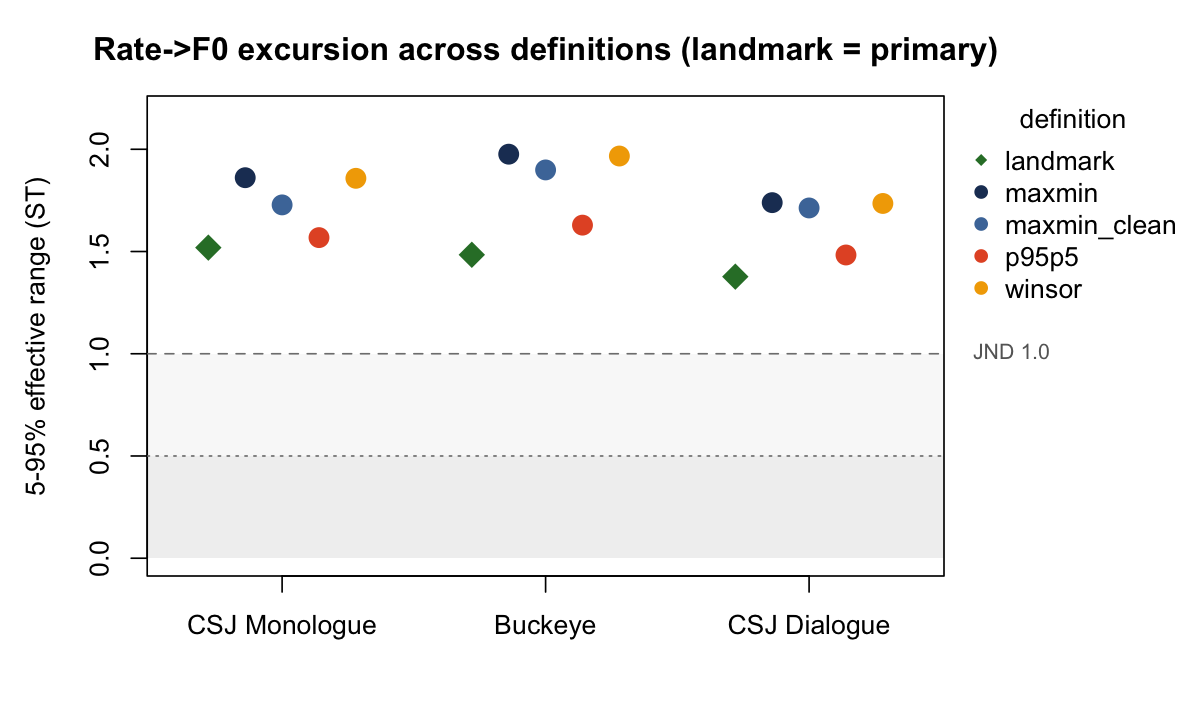 Rate->F0 excursion across definitions (landmark = primary)
5-95% effective range (ST)
2.0
1.5
1.0
0.5
0.0
CSJ Monologue
Buckeye
CSJ Dialogue
definition
landmark
maxmin
maxmin_clean
p95p5
winsor
JND 1.0